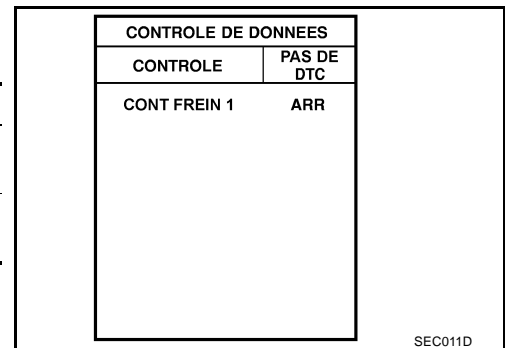 CONTROLE DE DONNEES
CONTROLE PAS DE DTC
CONT FREIN 1 ARR
SEC011D